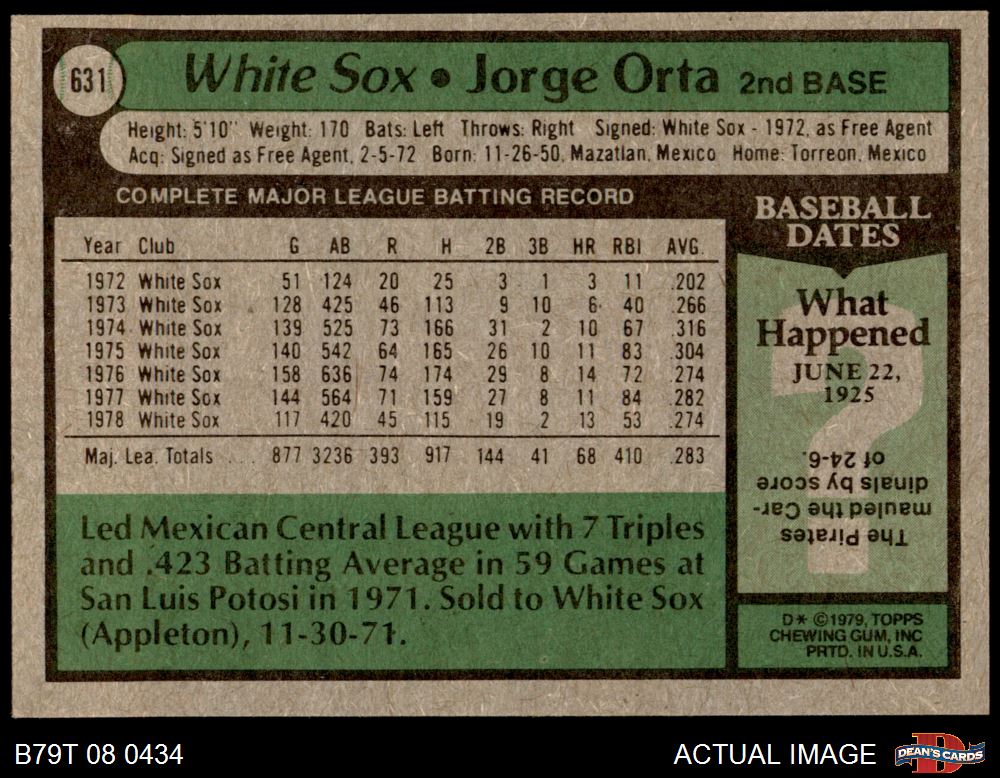 631
White Sox • Jorge Orta 2nd BASE
Height: 5'10" Weight: 170 Bats: Left Throws: Right Signed: White Sox - 1972, as Free Agent
Acq: Signed as Free Agent, 2-5-72 Born: 11-26-50, Mazatlan, Mexico Home: Torreon, Mexico
COMPLETE MAJOR LEAGUE BATTING RECORD
Year Club G AB R H 2B 3B HR RBI AVG.
1972 White Sox 51 124 20 25 3 1 3 11 .202
1973 White Sox 128 425 46 113 9 10 6 40 .266
1974 White Sox 139 525 73 166 31 2 10 67 .316
1975 White Sox 140 542 64 165 26 10 11 83 .304
1976 White Sox 158 636 74 174 29 8 14 72 .274
1977 White Sox 144 564 71 159 27 8 11 84 .282
1978 White Sox 117 420 45 115 19 2 13 53 .274
Maj. Lea. Totals ... 877 3236 393 917 144 41 68 410 .283
Led Mexican Central League with 7 Triples
and .423 Batting Average in 59 Games at
San Luis Potosi in 1971. Sold to White Sox
(Appleton), 11-30-71.
BASEBALL
DATES
What
Happened
JUNE 22,
1925
The Pirates
mauled the Car-
dinals by score
of 24-6.
D* ©1979, TOPPS
CHEWING GUM, INC
PRTD. IN U.S.A.
B79T 08 0434
ACTUAL IMAGE
DEAN'S CARDS